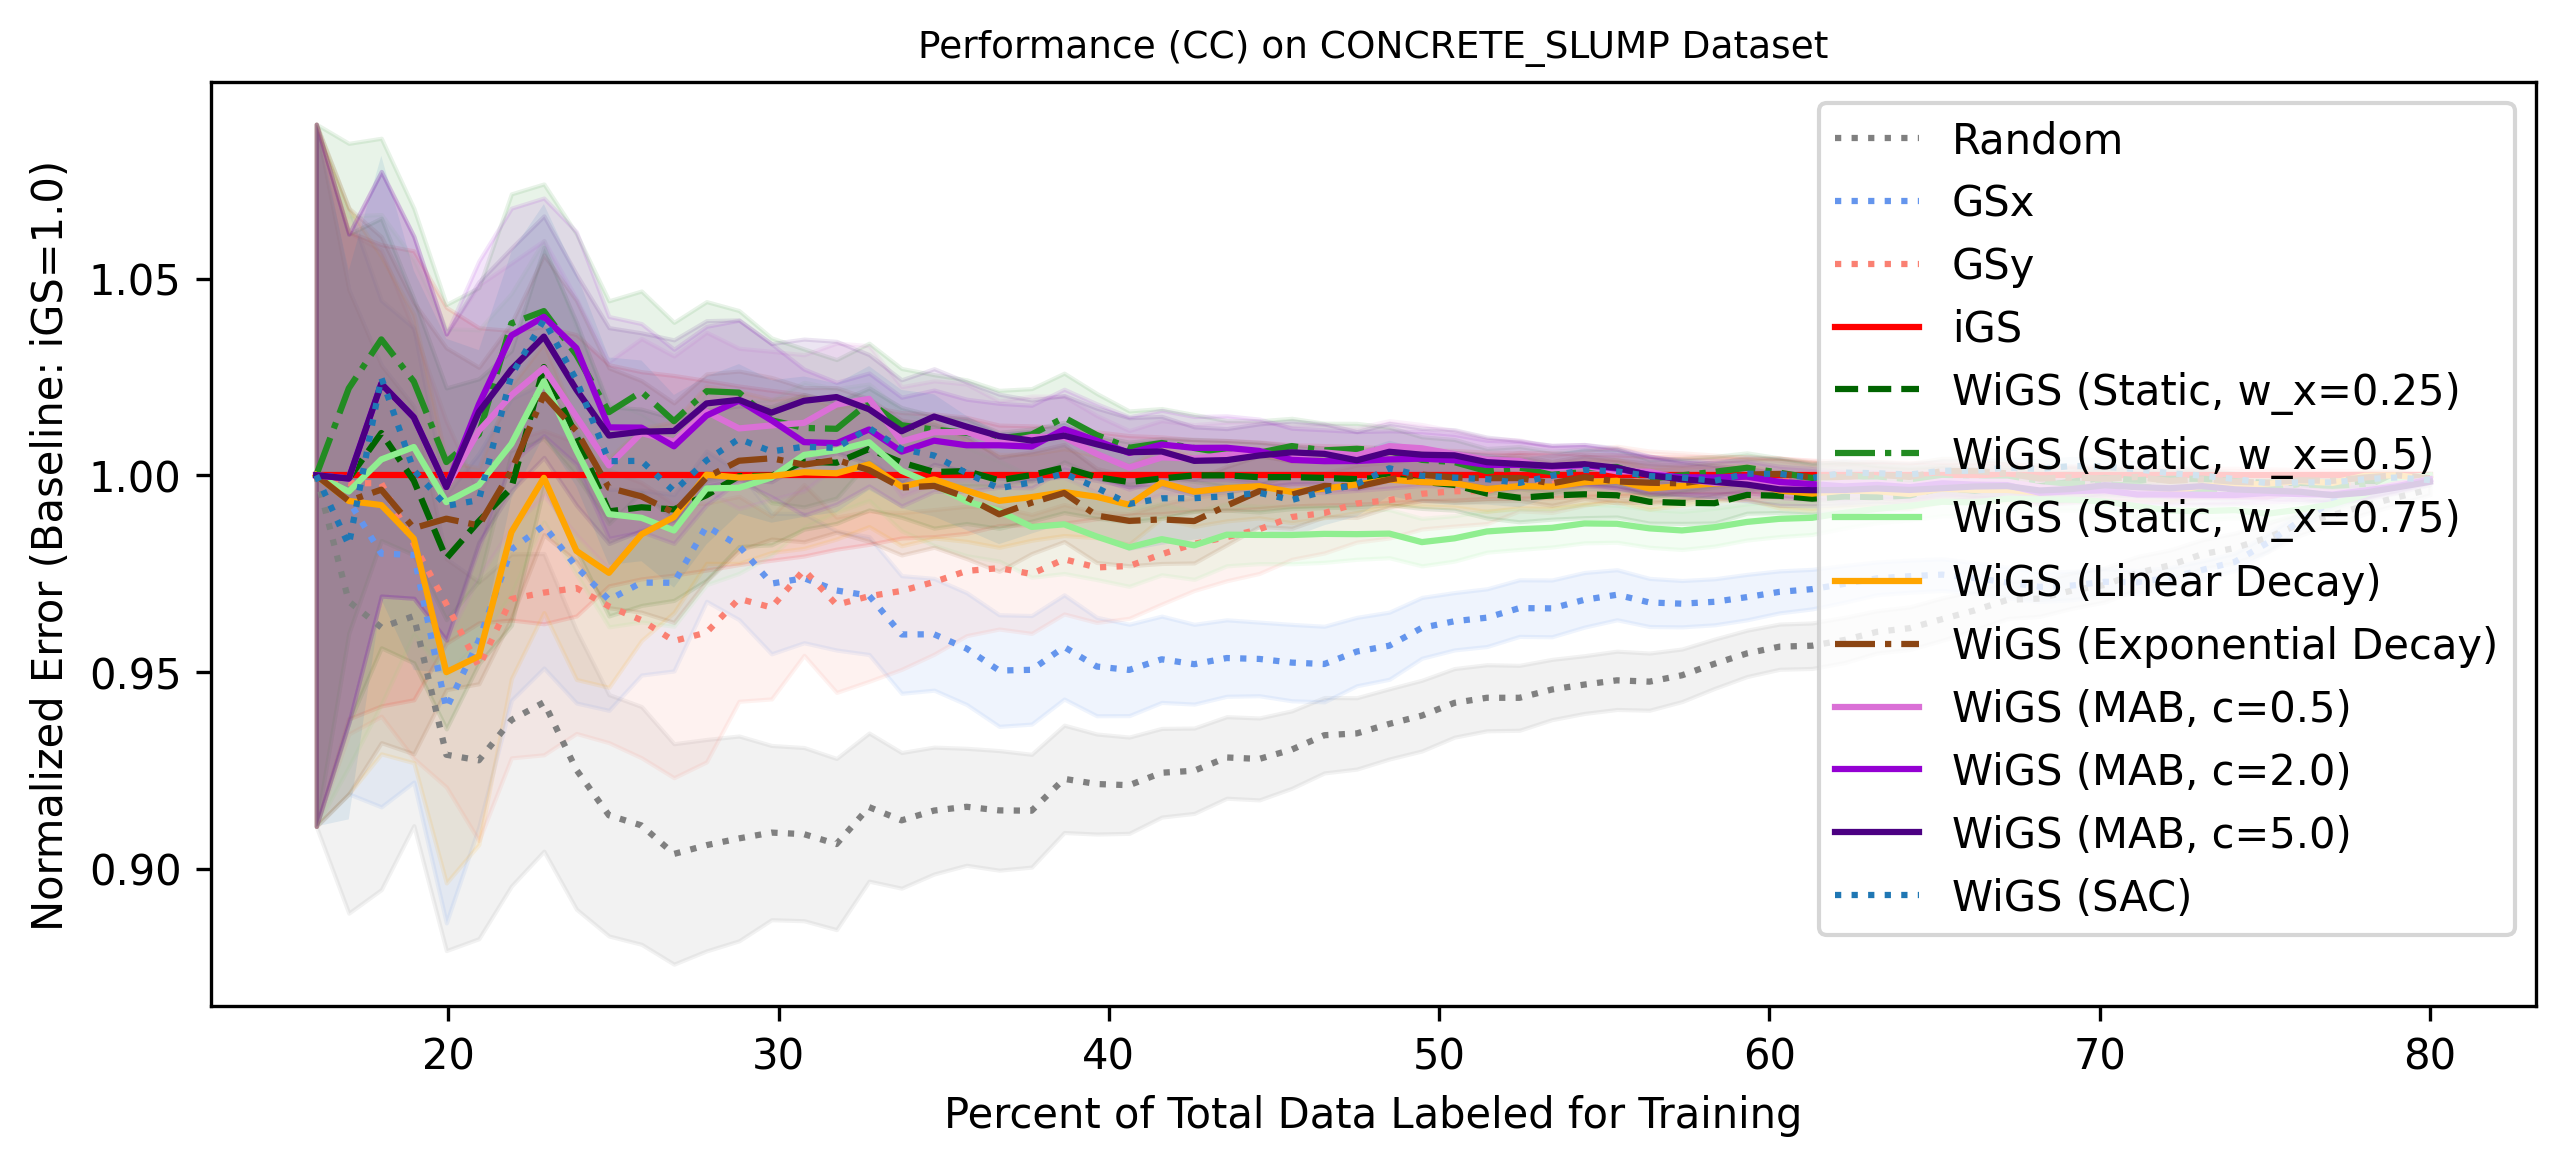 Performance (CC) on CONCRETE_SLUMP Dataset
Normalized Error (Baseline: iGS=1.0)
1.05
1.00
0.95
0.90
20
30
40
50
60
70
80
Percent of Total Data Labeled for Training
Random
GSx
GSy
iGS
WiGS (Static, w_x=0.25)
WiGS (Static, w_x=0.5)
WiGS (Static, w_x=0.75)
WiGS (Linear Decay)
WiGS (Exponential Decay)
WiGS (MAB, c=0.5)
WiGS (MAB, c=2.0)
WiGS (MAB, c=5.0)
WiGS (SAC)